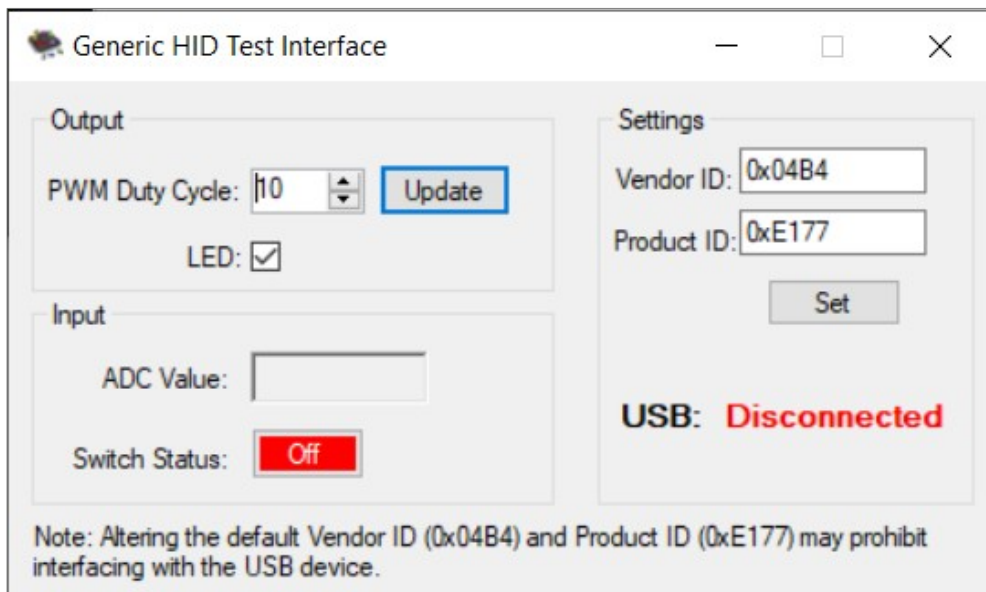 Generic HID Test Interface
Output
PWM Duty Cycle: 10 Update
LED:
Input
ADC Value:
Switch Status: Off
Settings
Vendor ID: 0x04B4
Product ID: 0xE177
Set
USB: Disconnected
Note: Altering the default Vendor ID (0x04B4) and Product ID (0xE177) may prohibit
interfacing with the USB device.